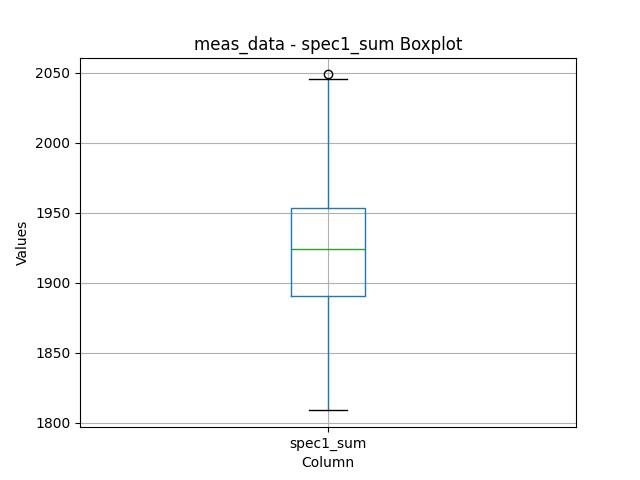 meas_data - spec1_sum Boxplot
2050
2000
1950
1900
1850
1800
Values
spec1_sum
Column